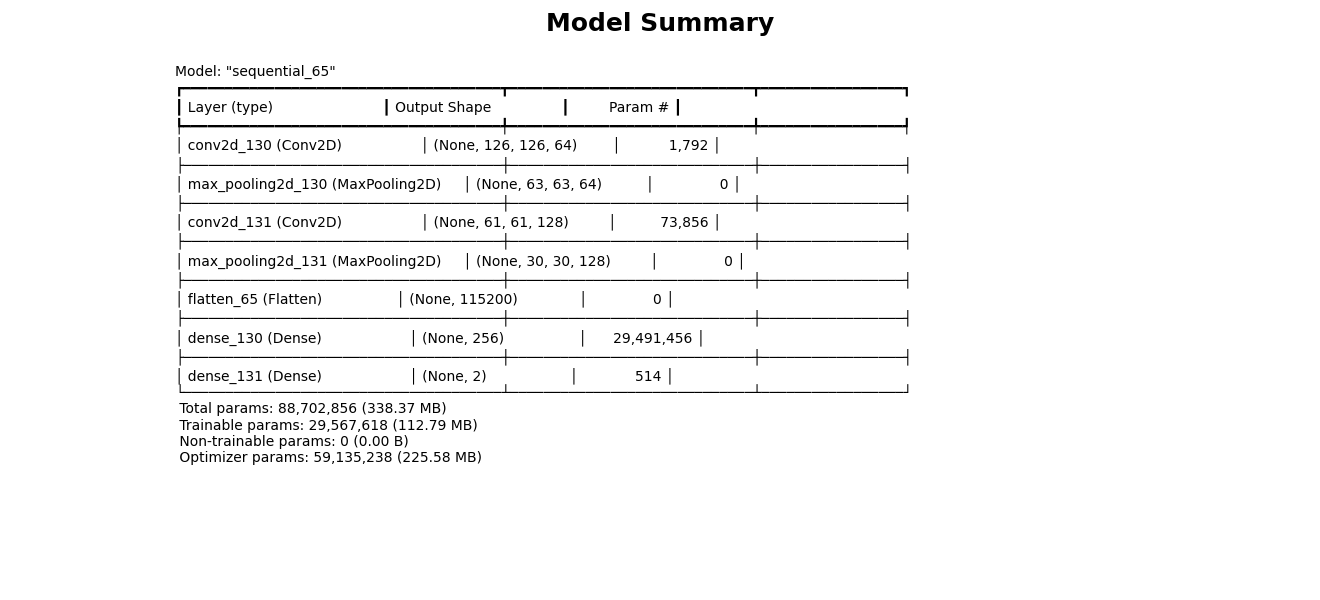 Model Summary
Model: "sequential_65"
Layer (type) Output Shape Param #
conv2d_130 (Conv2D) (None, 126, 126, 64) 1,792
max_pooling2d_130 (MaxPooling2D) (None, 63, 63, 64) 0
conv2d_131 (Conv2D) (None, 61, 61, 128) 73,856
max_pooling2d_131 (MaxPooling2D) (None, 30, 30, 128) 0
flatten_65 (Flatten) (None, 115200) 0
dense_130 (Dense) (None, 256) 29,491,456
dense_131 (Dense) (None, 2) 514
Total params: 88,702,856 (338.37 MB)
Trainable params: 29,567,618 (112.79 MB)
Non-trainable params: 0 (0.00 B)
Optimizer params: 59,135,238 (225.58 MB)